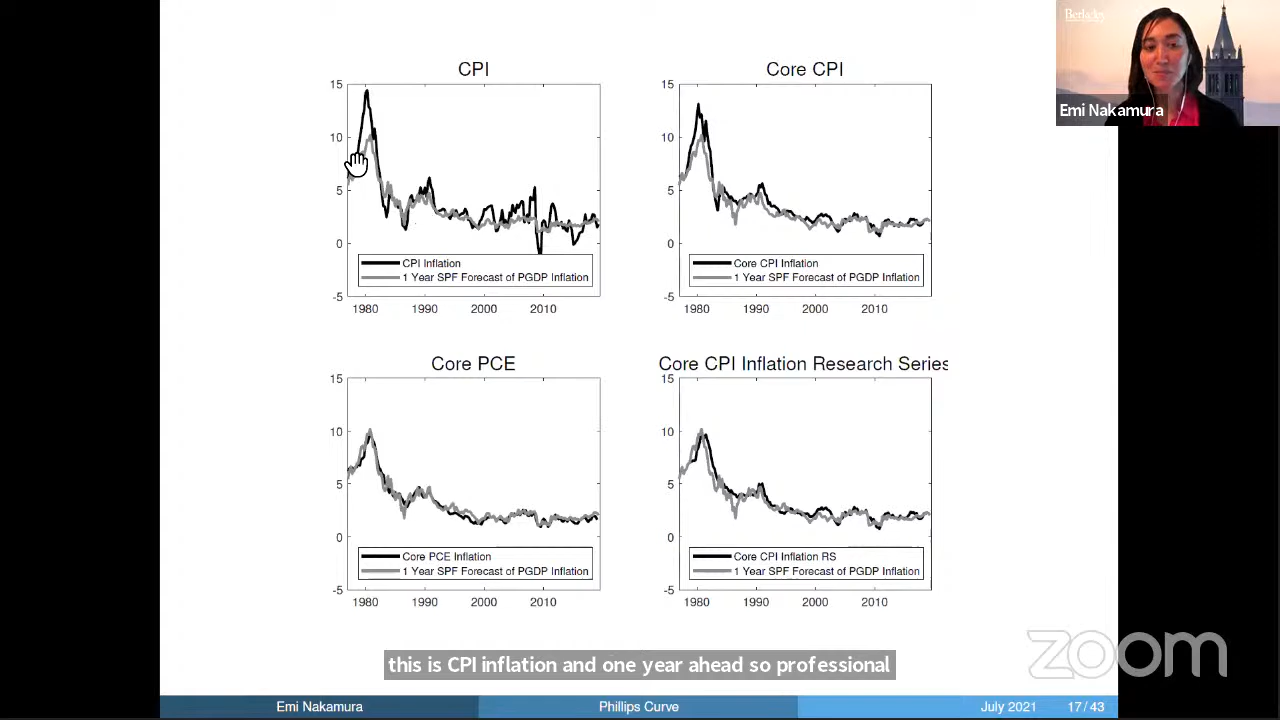 Berkeley
Emi Nakamura
CPI
15
10
5
0
-5
CPI Inflation
1 Year SPF Forecast of PGDP Inflation
1980 1990 2000 2010
Core CPI
15
10
5
0
-5
Core CPI Inflation
1 Year SPF Forecast of PGDP Inflation
1980 1990 2000 2010
Core PCE
15
10
5
0
-5
Core PCE Inflation
1 Year SPF Forecast of PGDP Inflation
1980 1990 2000 2010
Core CPI Inflation Research Series
15
10
5
0
-5
Core CPI Inflation RS
1 Year SPF Forecast of PGDP Inflation
1980 1990 2000 2010
this is CPI inflation and one year ahead so professional
zoom
Emi Nakamura Phillips Curve July 2021 17 / 43